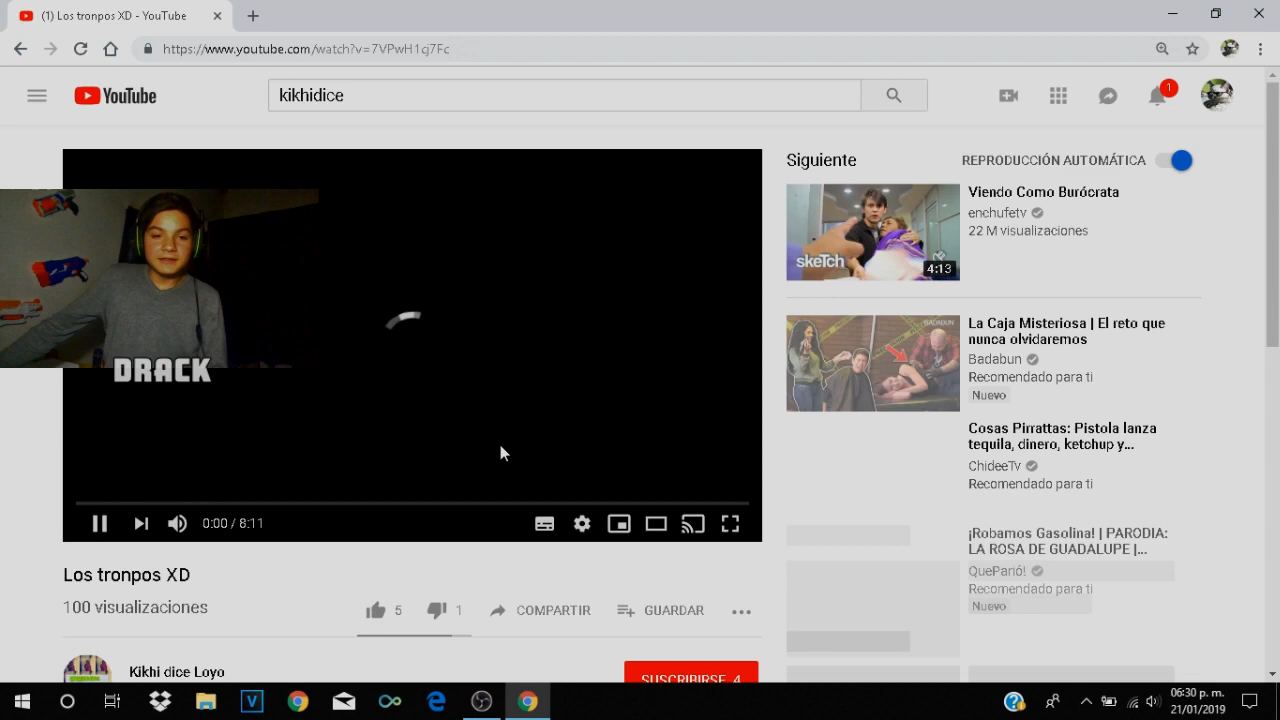 (1) Los tronpos XD - YouTube
https://www.youtube.com/watch?v=7VPwH1cj7Fc
YouTube
kikhidice
1
Siguiente
REPRODUCCIÓN AUTOMÁTICA
Viendo Como Burócrata
enchufetv
22 M visualizaciones
skeTch
4:13
La Caja Misteriosa | El reto que
nunca olvidaremos
Badabun
Recomendado para ti
Nuevo
BADABUN
Cosas Pirrattas: Pistola lanza
tequila, dinero, ketchup y...
ChideeTv
Recomendado para ti
¡Robamos Gasolina! | PARODIA:
LA ROSA DE GUADALUPE |...
QueParió!
Recomendado para ti
Nuevo
DRACK
0:00 / 8:11
Los tronpos XD
100 visualizaciones
5
1
COMPARTIR
GUARDAR
Kikhi dice Loyo
SUSCRIBIRSE 4
06:30 p. m.
21/01/2019